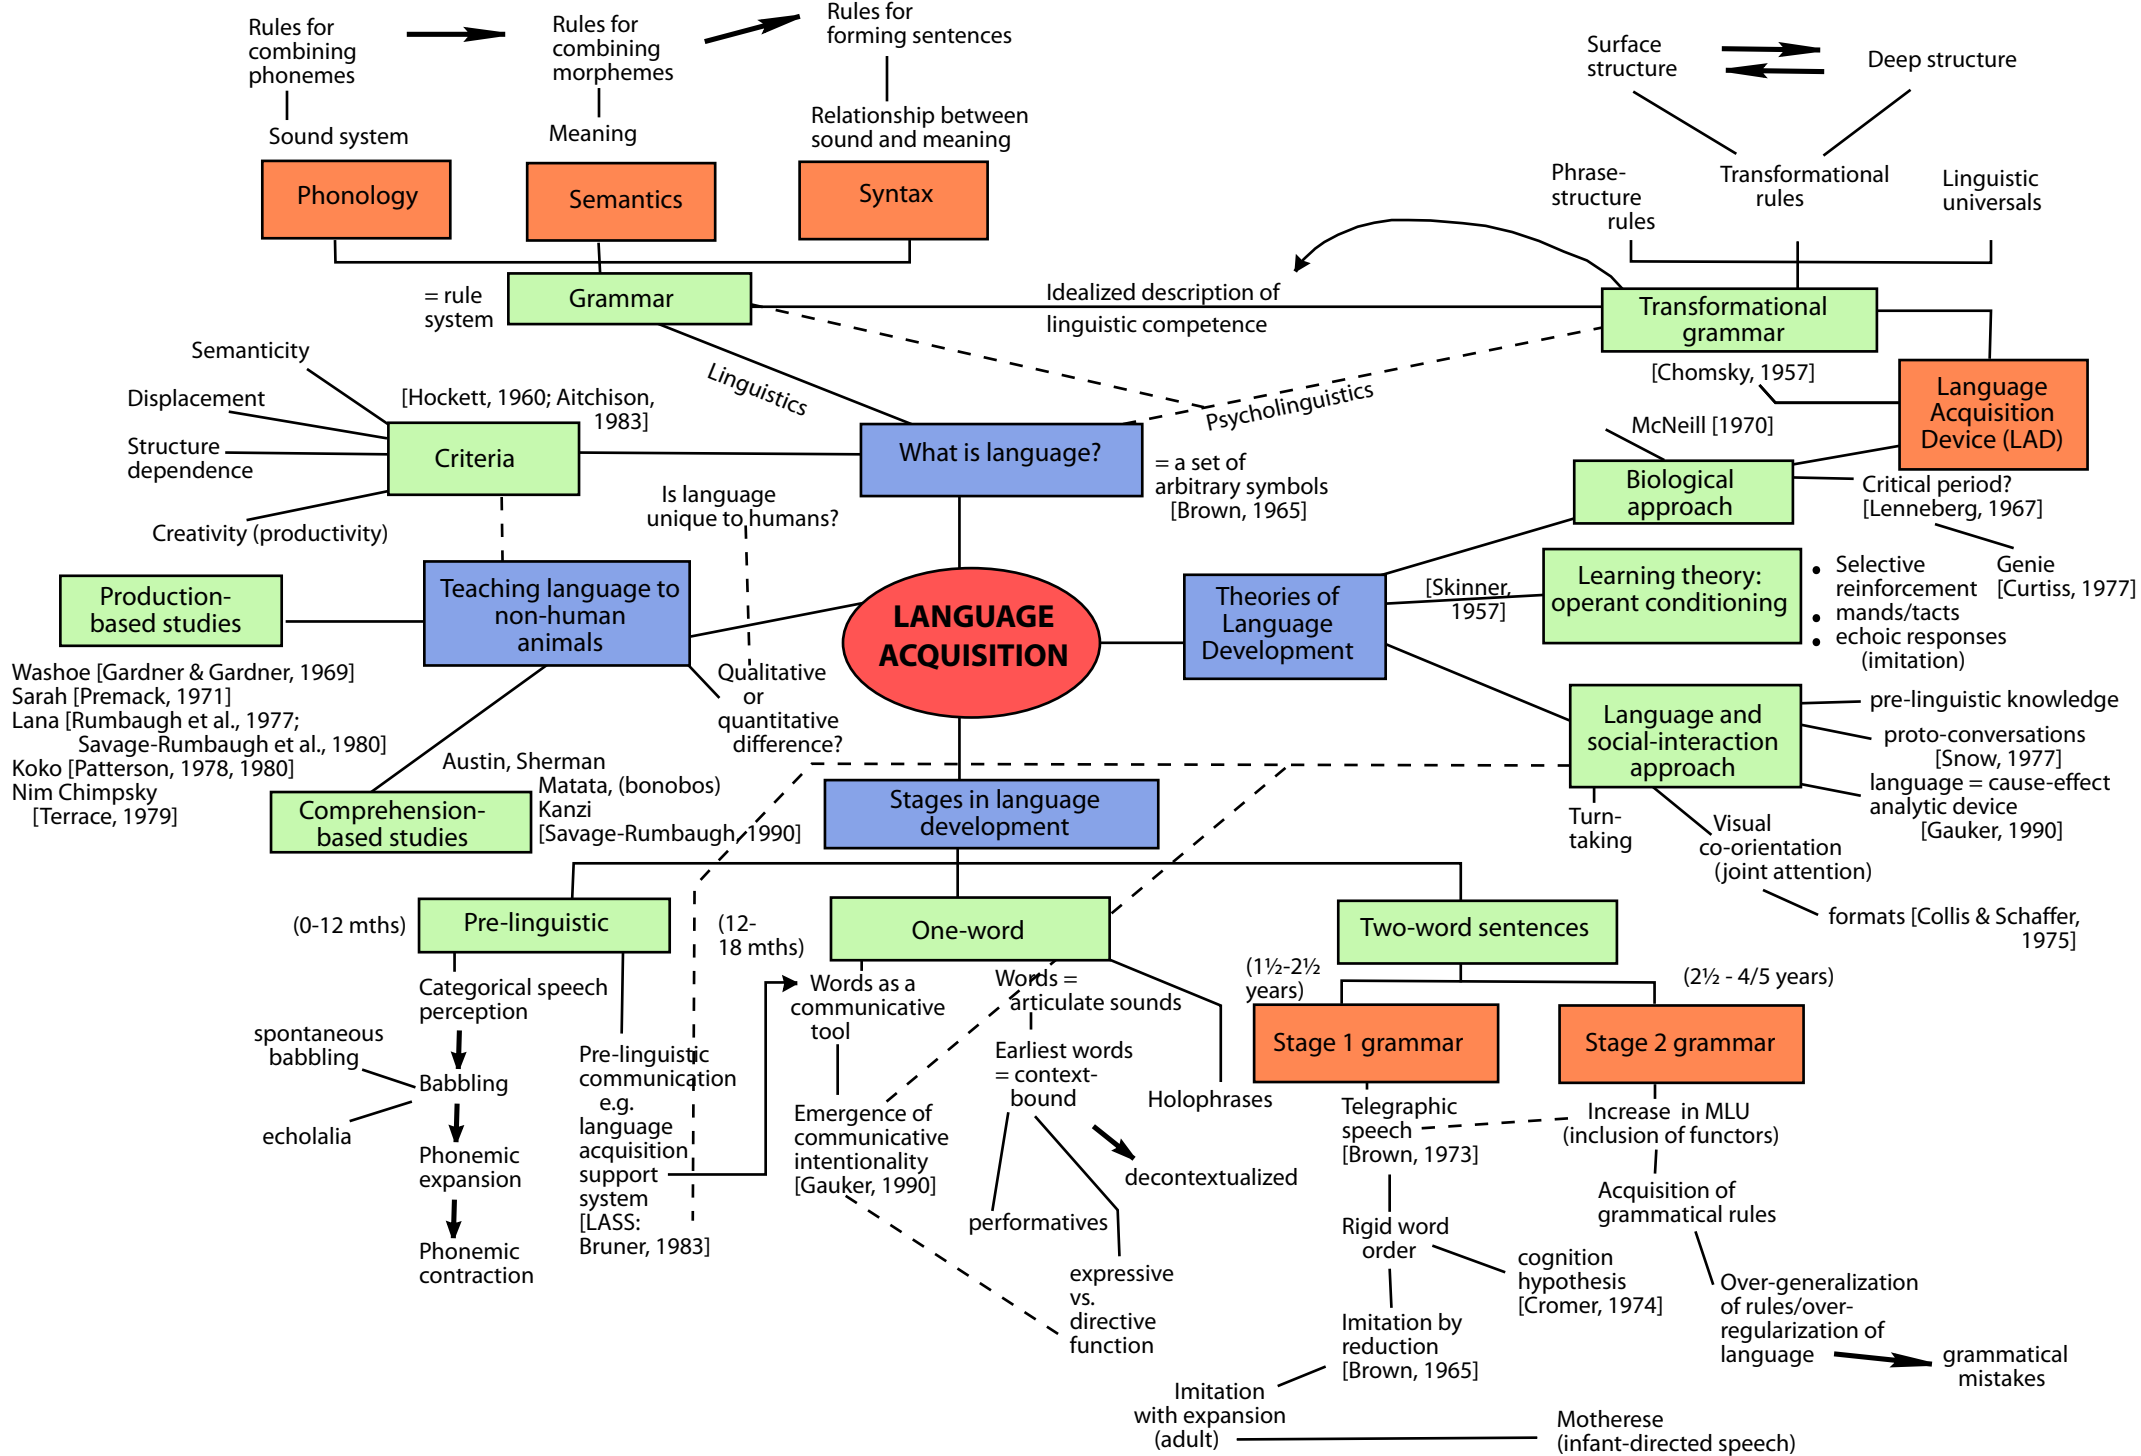 Rules for
combining
phonemes
Rules for
combining
morphemes
Rules for
forming sentences
Surface
structure
Deep structure
Sound system
Meaning
Relationship between
sound and meaning
Phonology
Semantics
Syntax
Phrase-
structure
rules
Transformational
rules
Linguistic
universals
= rule
system
Grammar
Idealized description of
linguistic competence
Transformational
grammar
[Chomsky, 1957]
Language
Acquisition
Device (LAD)
Linguistics
Psycholinguistics
Semanticity
Displacement
Structure
dependence
Creativity (productivity)
[Hockett, 1960; Aitchison,
1983]
Criteria
What is language?
= a set of
arbitrary symbols
[Brown, 1965]
Is language
unique to humans?
McNeill [1970]
Biological
approach
Critical period?
[Lenneberg, 1967]
Genie
[Curtiss, 1977]
Production-
based studies
Teaching language to
non-human
animals
LANGUAGE
ACQUISITION
Theories of
Language
Development
[Skinner,
1957]
Learning theory:
operant conditioning
• Selective
reinforcement
• mands/tacts
• echoic responses
(imitation)
Washoe [Gardner & Gardner, 1969]
Sarah [Premack, 1971]
Lana [Rumbaugh et al., 1977;
Savage-Rumbaugh et al., 1980]
Koko [Patterson, 1978, 1980]
Nim Chimpsky
[Terrace, 1979]
Qualitative
or
quantitative
difference?
Language and
social-interaction
approach
pre-linguistic knowledge
proto-conversations
[Snow, 1977]
language = cause-effect
analytic device
[Gauker, 1990]
Turn-
taking
Visual
co-orientation
(joint attention)
formats [Collis & Schaffer,
1975]
Austin, Sherman
Matata, (bonobos)
Kanzi
[Savage-Rumbaugh, 1990]
Comprehension-
based studies
Stages in language
development
(0-12 mths)
Pre-linguistic
(12-
18 mths)
One-word
Two-word sentences
(1½-2½
years)
(2½ - 4/5 years)
Categorical speech
perception
spontaneous
babbling
Babbling
echolalia
Phonemic
expansion
Phonemic
contraction
Pre-linguistic
communication
e.g.
language
acquisition
support
system
[LASS:
Bruner, 1983]
Words as a
communicative
tool
Emergence of
communicative
intentionality
[Gauker, 1990]
Words =
articulate sounds
Earliest words
= context-
bound
Holophrases
decontextualized
performatives
expressive
vs.
directive
function
Stage 1 grammar
Stage 2 grammar
Telegraphic
speech
[Brown, 1973]
Increase in MLU
(inclusion of functors)
Rigid word
order
Acquisition of
grammatical rules
cognition
hypothesis
[Cromer, 1974]
Over-generalization
of rules/over-
regularization of
language
grammatical
mistakes
Imitation by
reduction
[Brown, 1965]
Imitation
with expansion
(adult)
Motherese
(infant-directed speech)